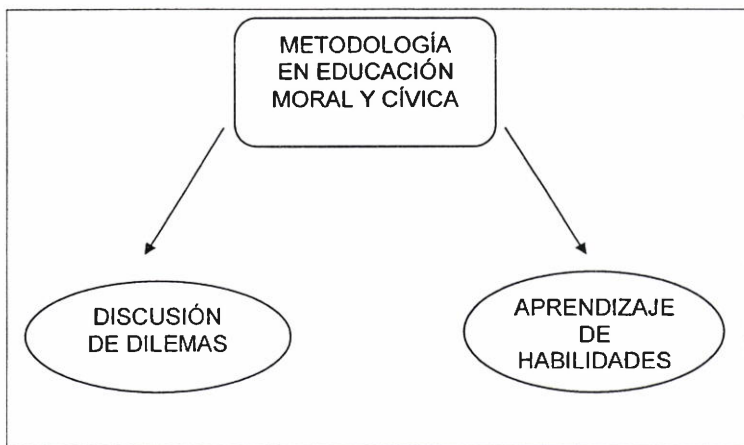 METODOLOGÍA
EN EDUCACIÓN
MORAL Y CÍVICA
DISCUSIÓN
DE DILEMAS
APRENDIZAJE
DE
HABILIDADES